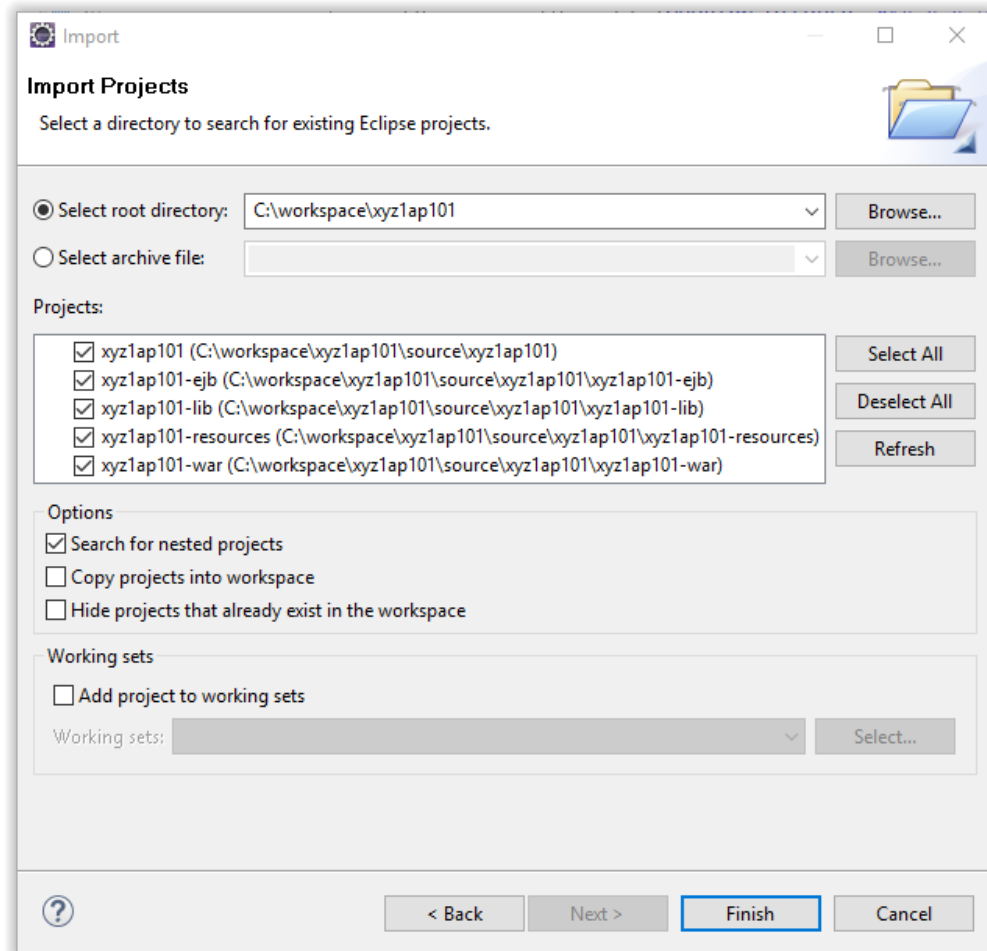 Import
Import Projects
Select a directory to search for existing Eclipse projects.
Select root directory: C:\workspace\xyz1ap101 Browse...
Select archive file: Browse...
Projects:
xyz1ap101 (C:\workspace\xyz1ap101\source\xyz1ap101)
xyz1ap101-ejb (C:\workspace\xyz1ap101\source\xyz1ap101\xyz1ap101-ejb)
xyz1ap101-lib (C:\workspace\xyz1ap101\source\xyz1ap101\xyz1ap101-lib)
xyz1ap101-resources (C:\workspace\xyz1ap101\source\xyz1ap101\xyz1ap101-resources)
xyz1ap101-war (C:\workspace\xyz1ap101\source\xyz1ap101\xyz1ap101-war)
Select All
Deselect All
Refresh
Options
Search for nested projects
Copy projects into workspace
Hide projects that already exist in the workspace
Working sets
Add project to working sets
Working sets: Select...
? < Back Next > Finish Cancel